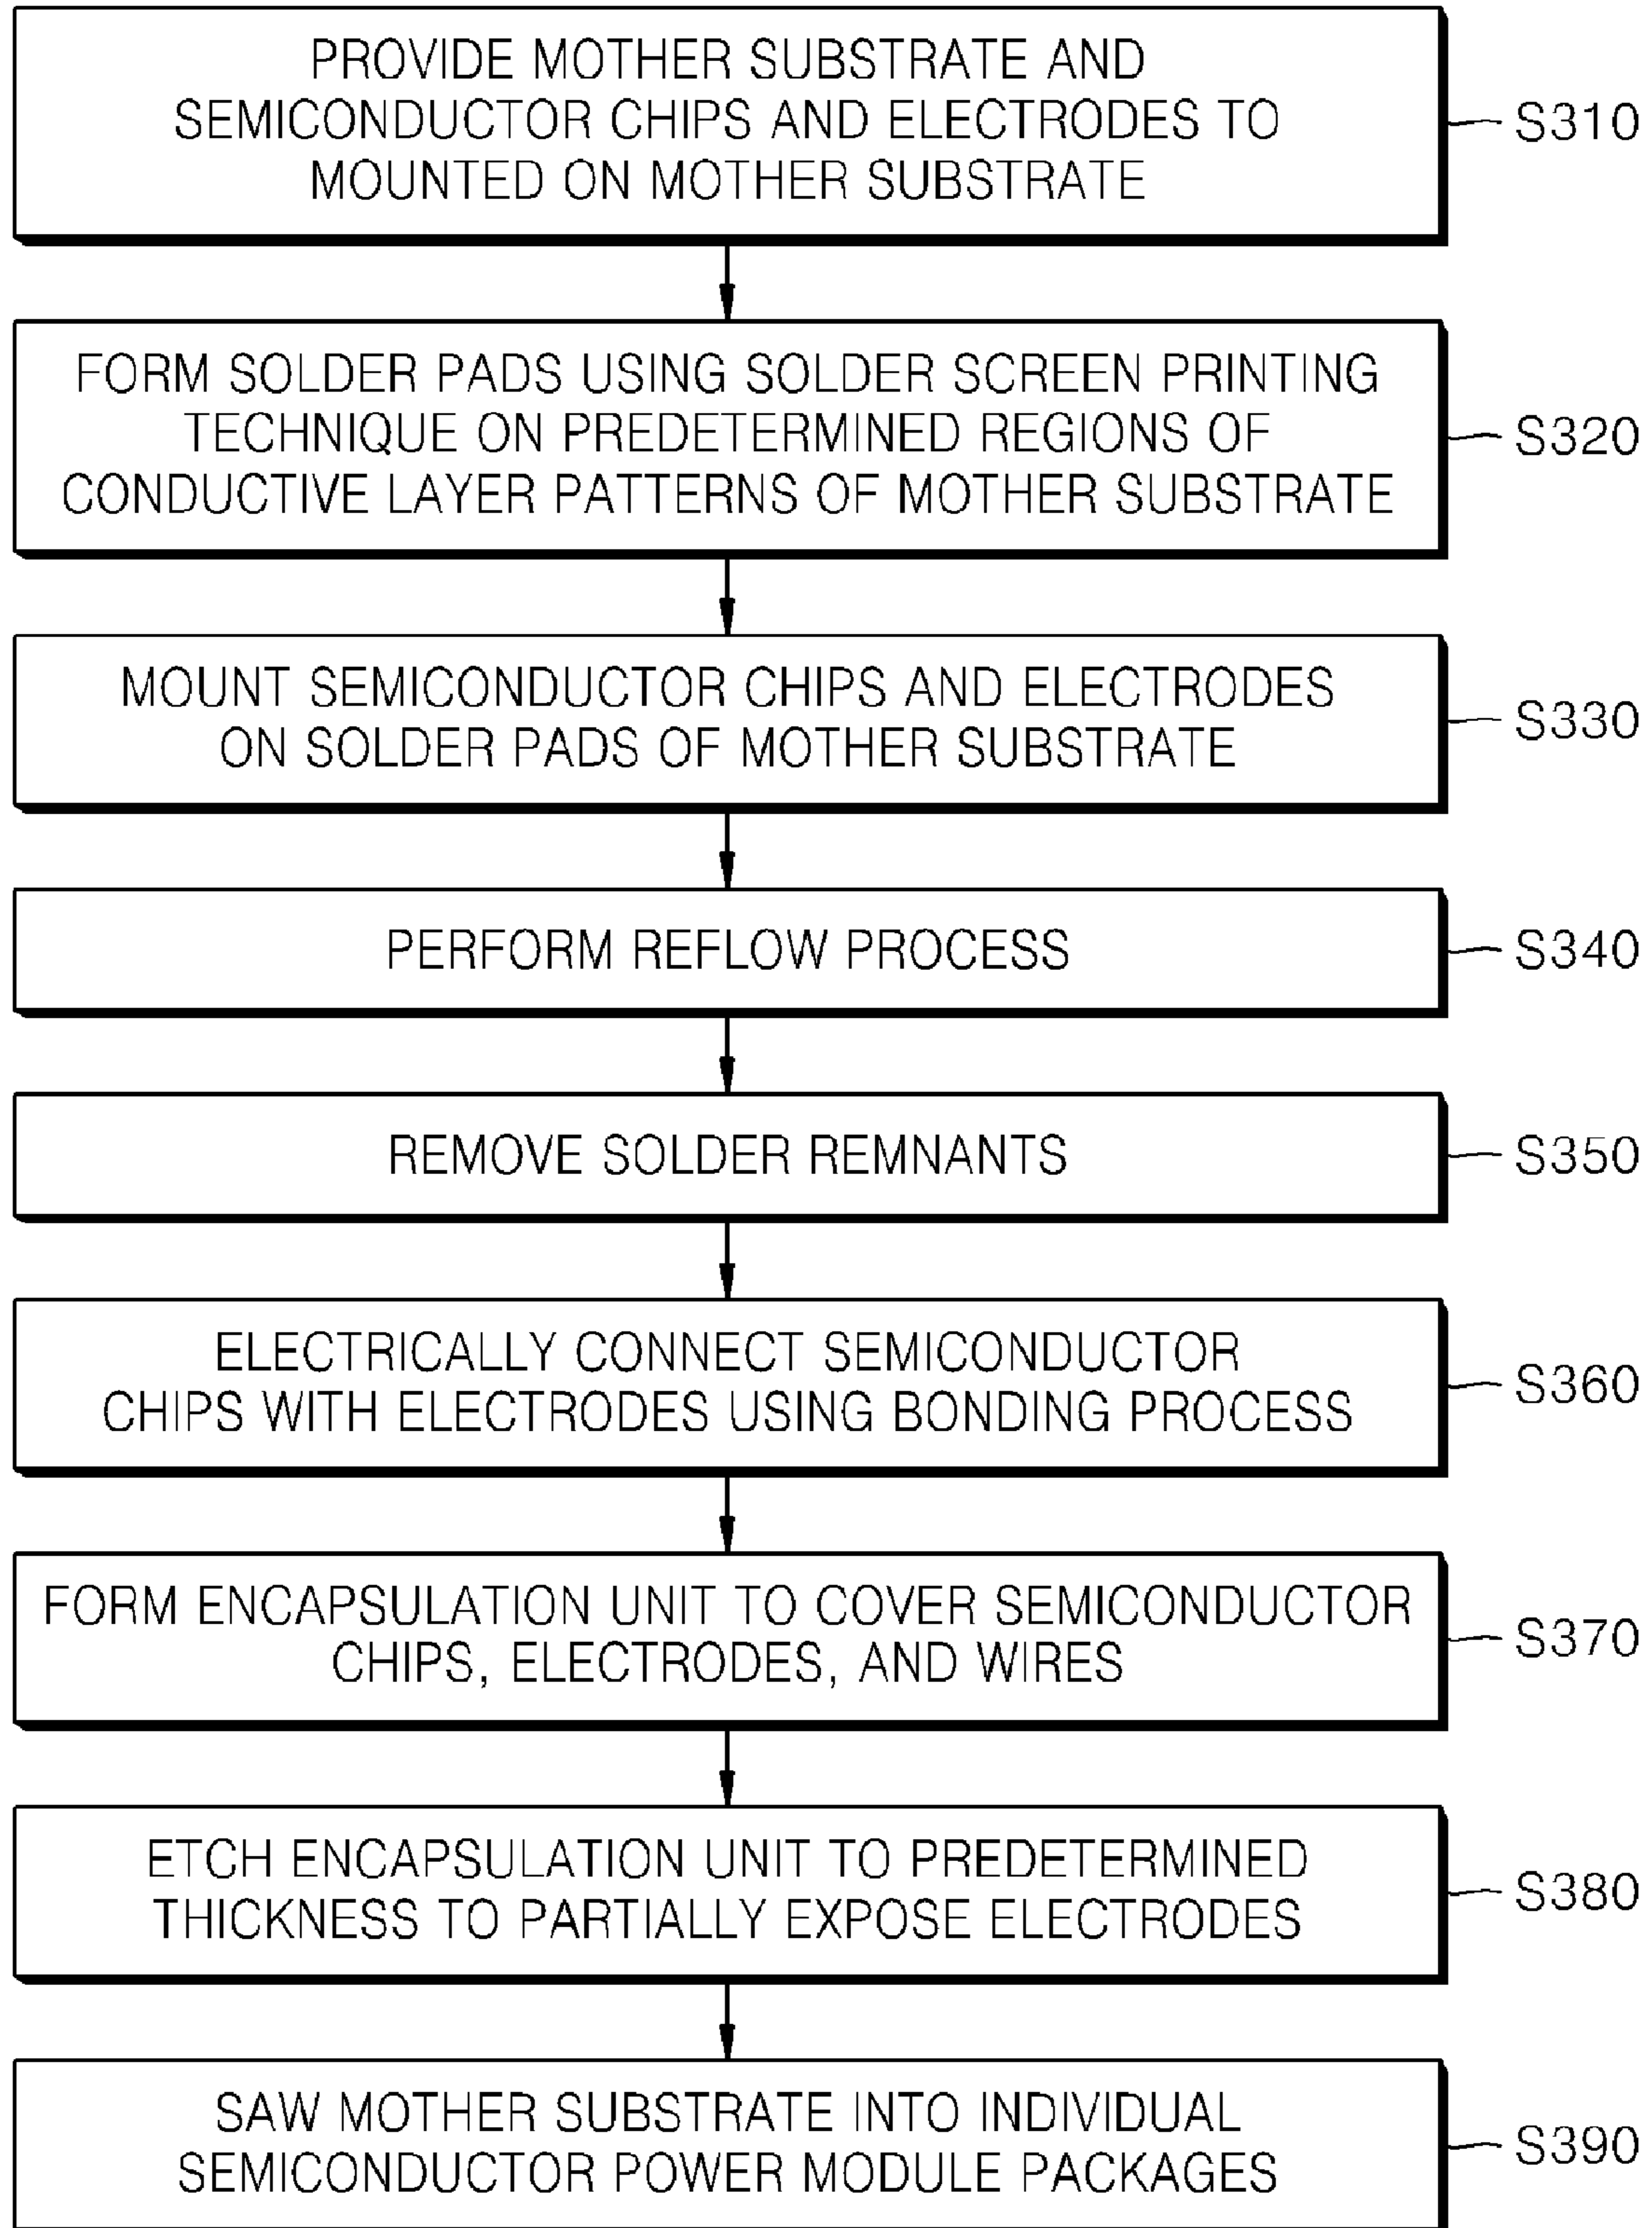 PROVIDE MOTHER SUBSTRATE AND
SEMICONDUCTOR CHIPS AND ELECTRODES TO
MOUNTED ON MOTHER SUBSTRATE
S310
FORM SOLDER PADS USING SOLDER SCREEN PRINTING
TECHNIQUE ON PREDETERMINED REGIONS OF
CONDUCTIVE LAYER PATTERNS OF MOTHER SUBSTRATE
S320
MOUNT SEMICONDUCTOR CHIPS AND ELECTRODES
ON SOLDER PADS OF MOTHER SUBSTRATE
S330
PERFORM REFLOW PROCESS
S340
REMOVE SOLDER REMNANTS
S350
ELECTRICALLY CONNECT SEMICONDUCTOR
CHIPS WITH ELECTRODES USING BONDING PROCESS
S360
FORM ENCAPSULATION UNIT TO COVER SEMICONDUCTOR
CHIPS, ELECTRODES, AND WIRES
S370
ETCH ENCAPSULATION UNIT TO PREDETERMINED
THICKNESS TO PARTIALLY EXPOSE ELECTRODES
S380
SAW MOTHER SUBSTRATE INTO INDIVIDUAL
SEMICONDUCTOR POWER MODULE PACKAGES
S390